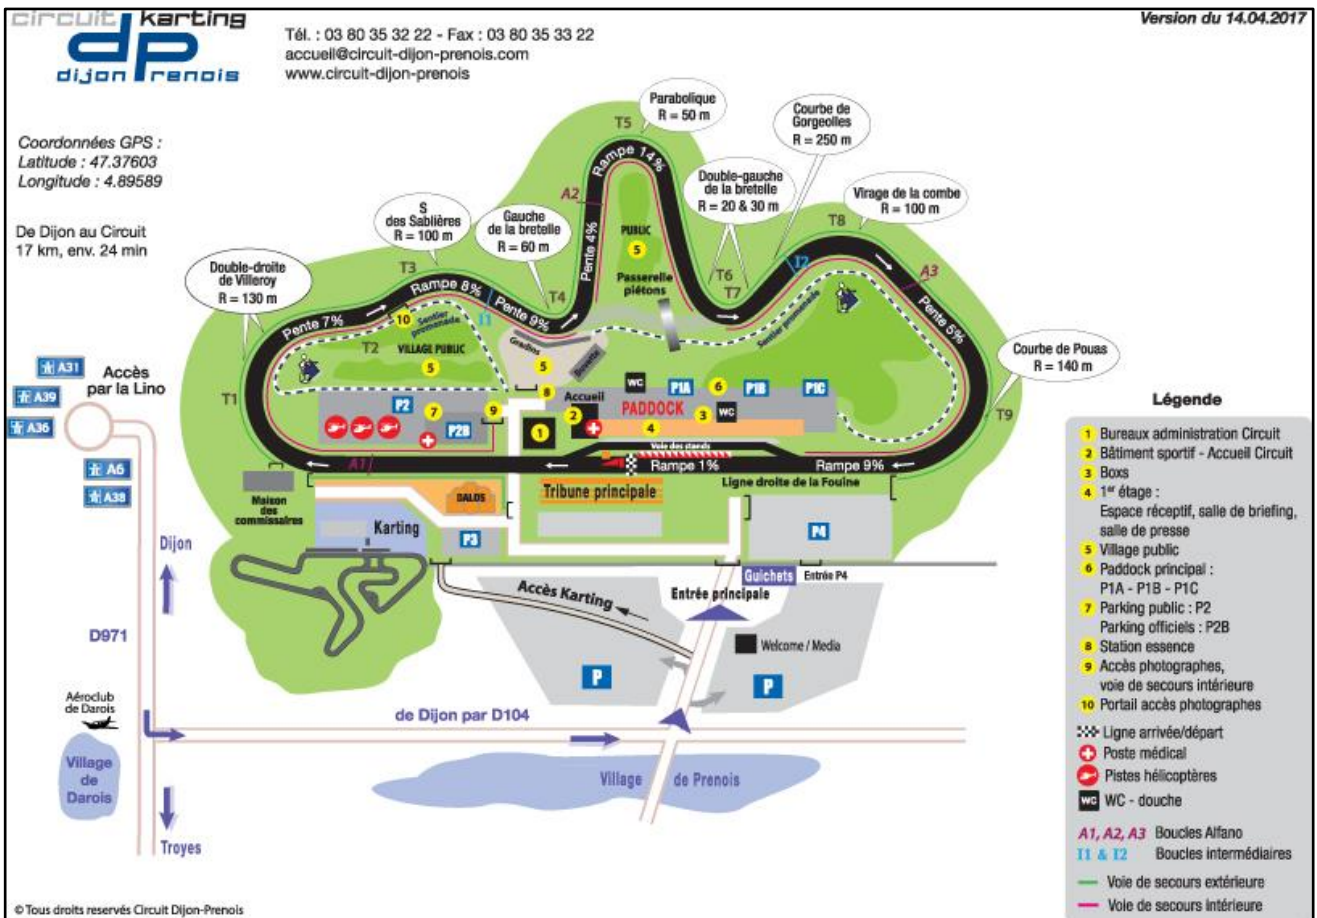 circuit karting
dp
dijon Prenois
Tél. : 03 80 35 32 22 - Fax : 03 80 35 33 22
accueil@circuit-dijon-prenois.com
www.circuit-dijon-prenois
Version du 14.04.2017
Coordonnées GPS :
Latitude : 47.37603
Longitude : 4.89589
De Dijon au Circuit
17 km, env. 24 min
Parabolique
R = 50 m
T5
Courbe de
Gorgeolles
R = 250 m
Rampe 14%
A2
Double-gauche
de la bretelle
R = 20 & 30 m
Virage de la combe
R = 100 m
T8
S
des Sablières
R = 100 m
Gauche
de la bretelle
R = 60 m
PUBLIC
5
Pente 4%
Passerelle
piétons
T6
T7
I2
A3
Double-droite
de Villeroy
R = 130 m
T3
Rampe 8%
T4
Pente 7%
I1
Pente 9%
10
Sentier
promenade
Sentier promenade
Pente 5%
T2
VILLAGE PUBLIC
5
Gradins
5
Buvette
Courbe de Pouas
R = 140 m
T9
A31
A39
A36
Accès
par la Lino
A6
A38
T1
P2
7
9
P2B
8
Accueil
2
1
WC
P1A
6
P1B
P1C
PADDOCK
3
WC
4
Voie des stands
A1
Rampe 1%
Rampe 9%
Ligne droite de la Fouine
Maison
des
commissaires
DALOS
Tribune principale
Karting
P3
P4
Guichets
Entrée P4
Entrée principale
Accès Karting
Welcome / Media
P
P
Dijon
D971
Aéroclub
de Darois
de Dijon par D104
Village
de
Darois
Village de Prenois
Troyes
Légende
1 Bureaux administration Circuit
2 Bâtiment sportif - Accueil Circuit
3 Boxs
4 1er étage :
Espace réceptif, salle de briefing,
salle de presse
5 Village public
6 Paddock principal :
P1A - P1B - P1C
7 Parking public : P2
Parking officiels : P2B
8 Station essence
9 Accès photographes,
voie de secours intérieure
10 Portail accès photographes
Ligne arrivée/départ
Poste médical
Pistes hélicoptères
WC WC - douche
A1, A2, A3 Boucles Alfano
I1 & I2 Boucles intermédiaires
Voie de secours extérieure
Voie de secours intérieure
© Tous droits reservés Circuit Dijon-Prenois